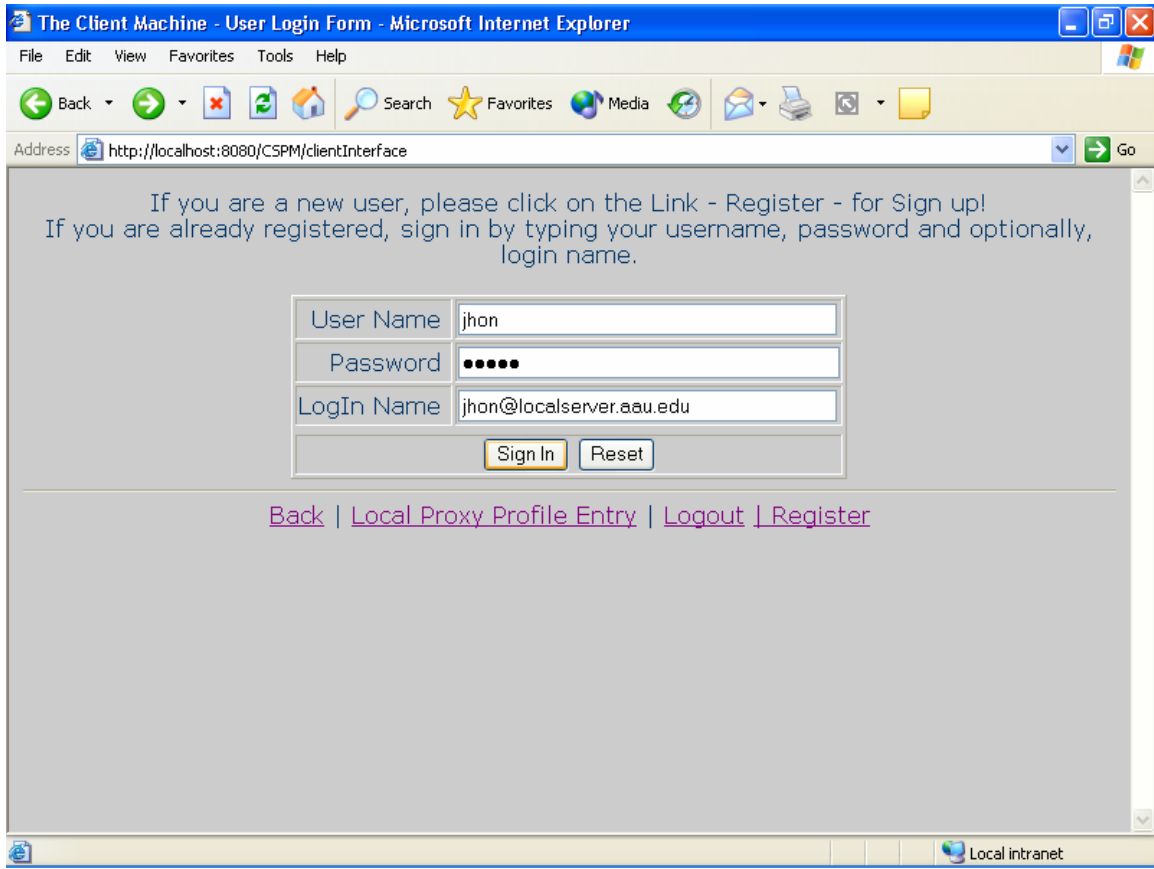 The Client Machine - User Login Form - Microsoft Internet Explorer
File Edit View Favorites Tools Help
Back Search Favorites Media
Address http://localhost:8080/CSPM/clientInterface Go
If you are a new user, please click on the Link - Register - for Sign up!
If you are already registered, sign in by typing your username, password and optionally,
login name.
User Name jhon
Password •••••
LogIn Name jhon@localserver.aau.edu
Sign In Reset
Back | Local Proxy Profile Entry | Logout | Register
Local intranet